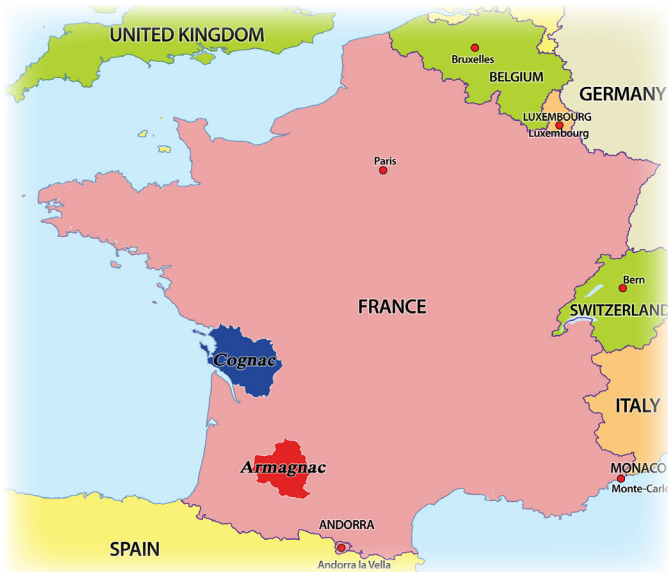 UNITED KINGDOM
Bruxelles
BELGIUM
GERMANY
LUXEMBOURG
Luxembourg
Paris
Bern
SWITZERLAND
FRANCE
Cognac
ITALY
Armagnac
MONACO
Monte-Carlo
ANDORRA
SPAIN
Andorra la Vella